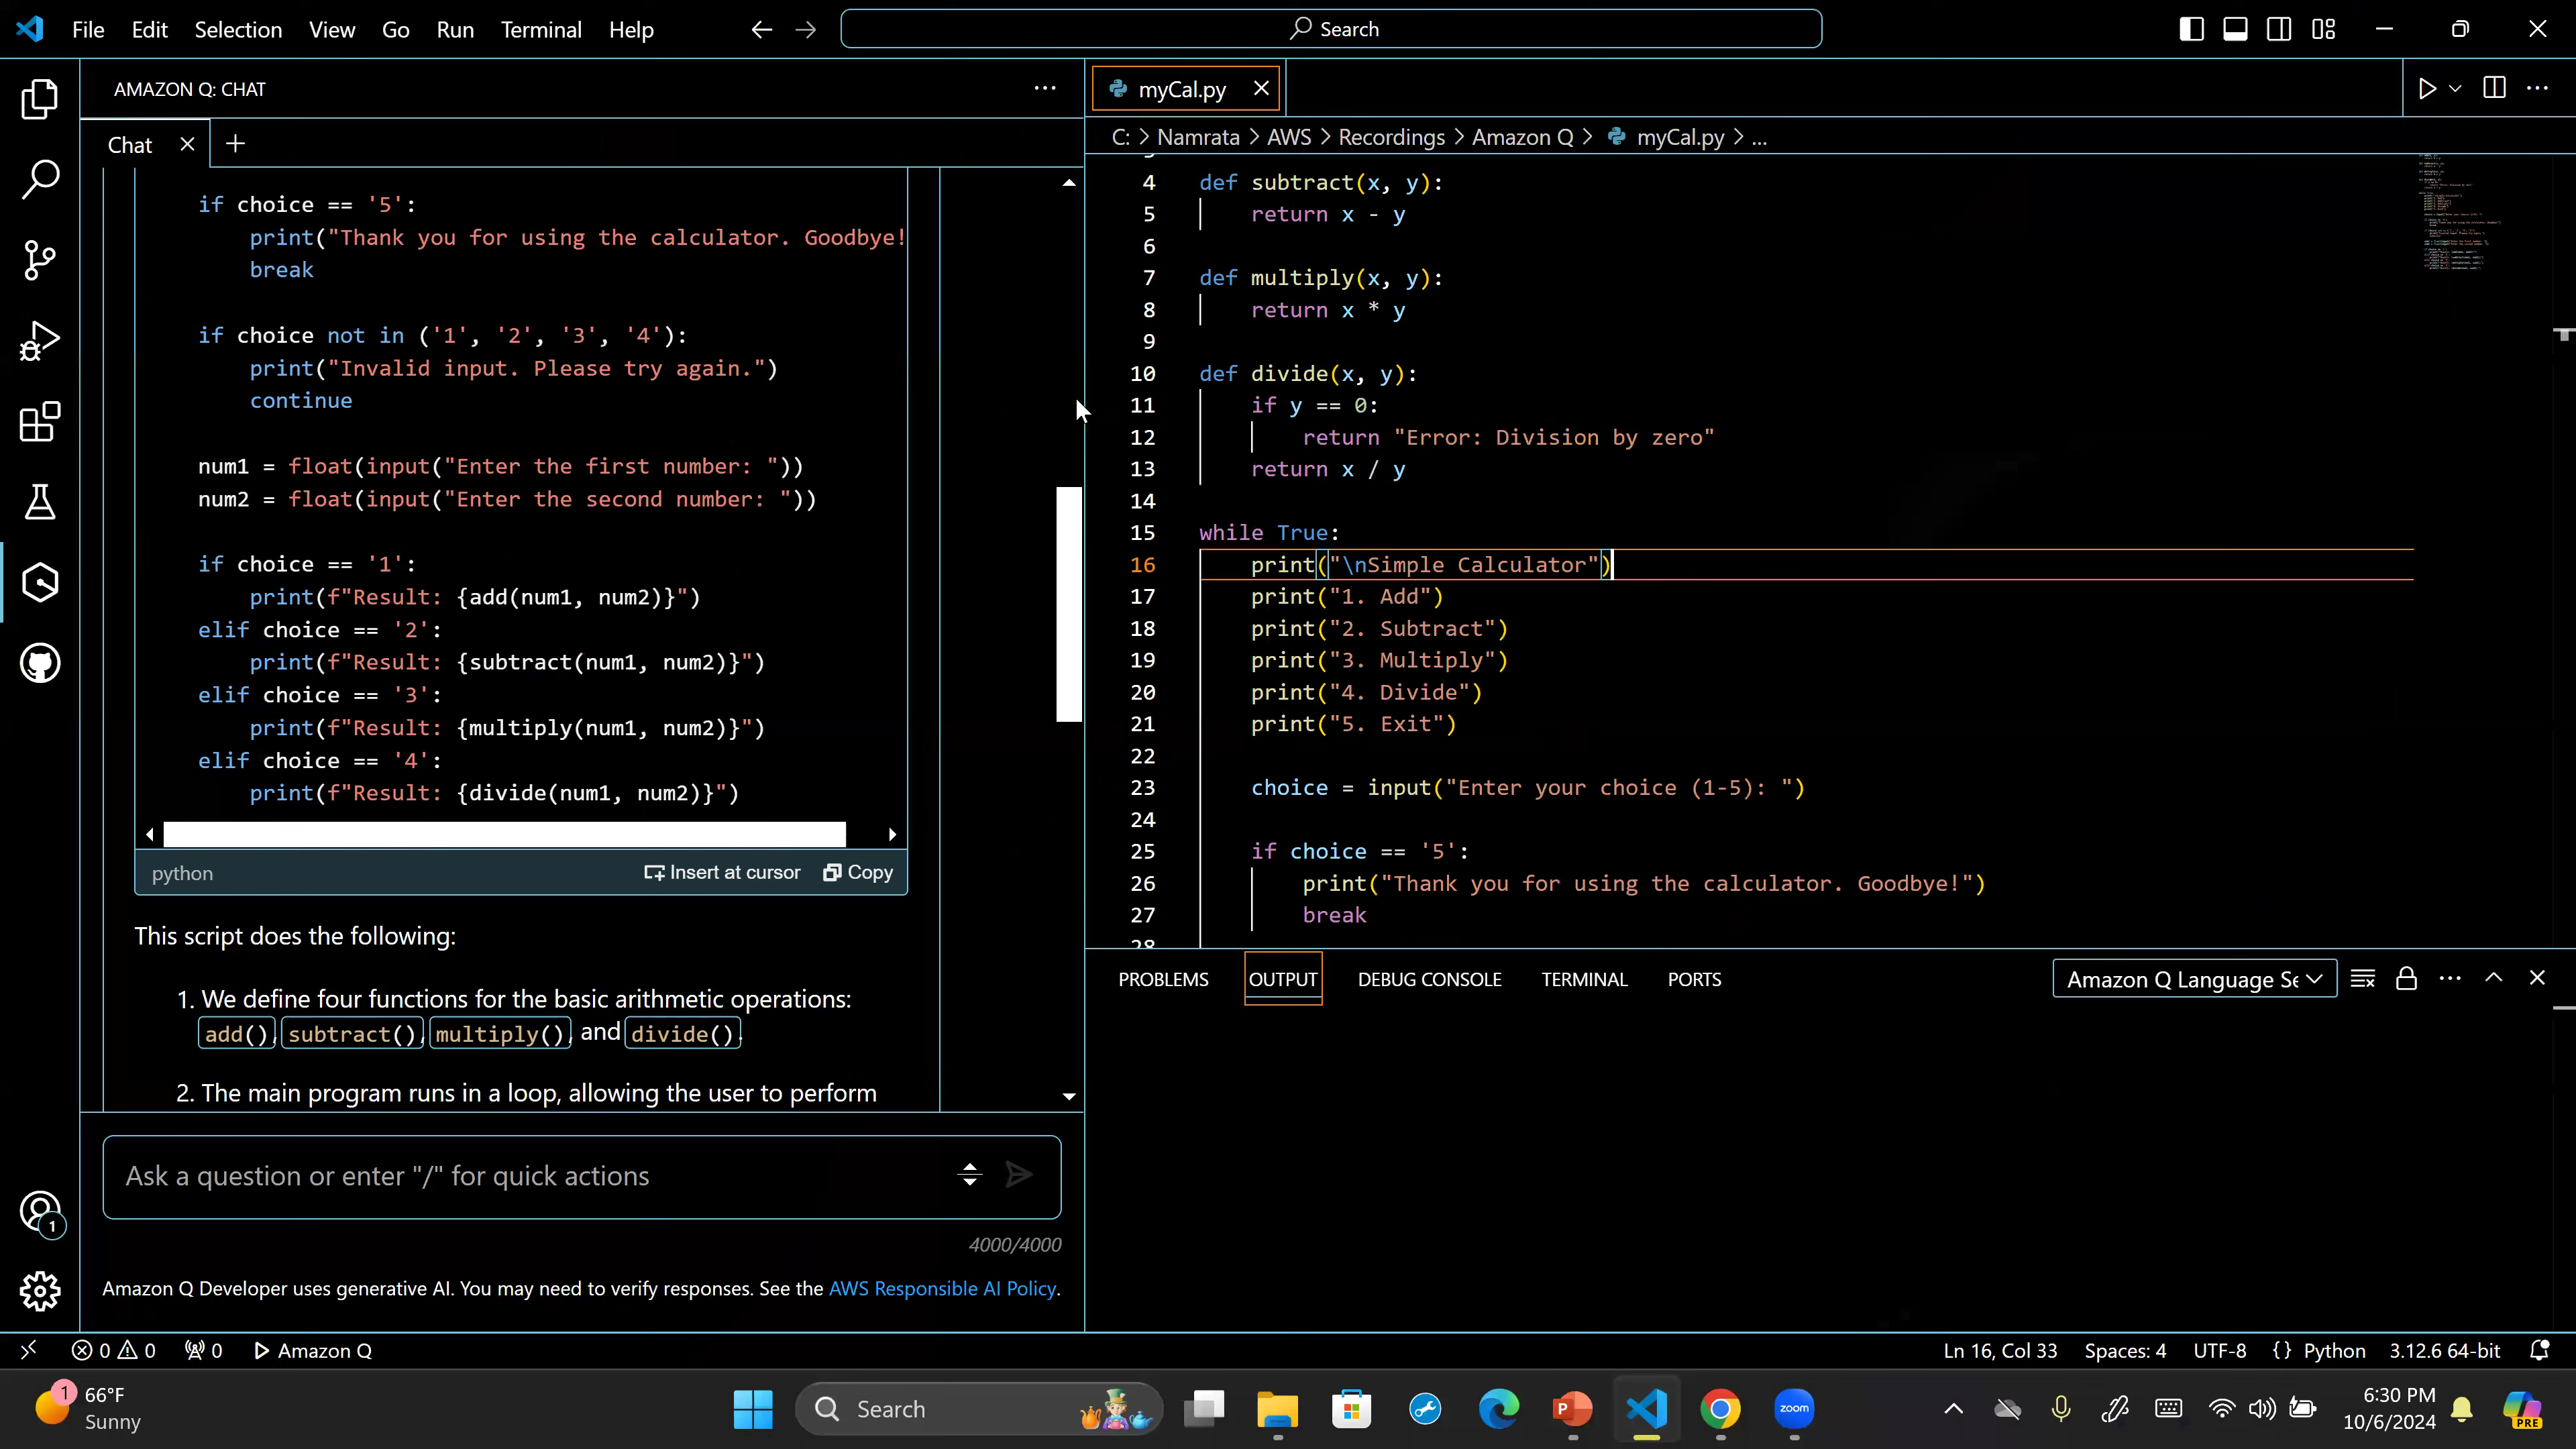 File Edit Selection View Go Run Terminal Help
Search
AMAZON Q: CHAT
Chat
if choice == '5':
print("Thank you for using the calculator. Goodbye!
break
if choice not in ('1', '2', '3', '4'):
print("Invalid input. Please try again.")
continue
num1 = float(input("Enter the first number: "))
num2 = float(input("Enter the second number: "))
if choice == '1':
print(f"Result: {add(num1, num2)}")
elif choice == '2':
print(f"Result: {subtract(num1, num2)}")
elif choice == '3':
print(f"Result: {multiply(num1, num2)}")
elif choice == '4':
print(f"Result: {divide(num1, num2)}")
python Insert at cursor Copy
This script does the following:
1. We define four functions for the basic arithmetic operations:
add(), subtract(), multiply(), and divide().
2. The main program runs in a loop, allowing the user to perform
Ask a question or enter "/" for quick actions
4000/4000
Amazon Q Developer uses generative AI. You may need to verify responses. See the AWS Responsible AI Policy.
myCal.py
C: > Namrata > AWS > Recordings > Amazon Q > myCal.py > ...
4 def subtract(x, y):
5 return x - y
6
7 def multiply(x, y):
8 return x * y
9
10 def divide(x, y):
11 if y == 0:
12 return "Error: Division by zero"
13 return x / y
14
15 while True:
16 print("\nSimple Calculator")
17 print("1. Add")
18 print("2. Subtract")
19 print("3. Multiply")
20 print("4. Divide")
21 print("5. Exit")
22
23 choice = input("Enter your choice (1-5): ")
24
25 if choice == '5':
26 print("Thank you for using the calculator. Goodbye!")
27 break
28
PROBLEMS OUTPUT DEBUG CONSOLE TERMINAL PORTS
Amazon Q Language Se
1
0 0 0 Amazon Q
Ln 16, Col 33 Spaces: 4 UTF-8 {} Python 3.12.6 64-bit
1
66°F
Sunny
Search
zoom
6:30 PM
10/6/2024
PRE